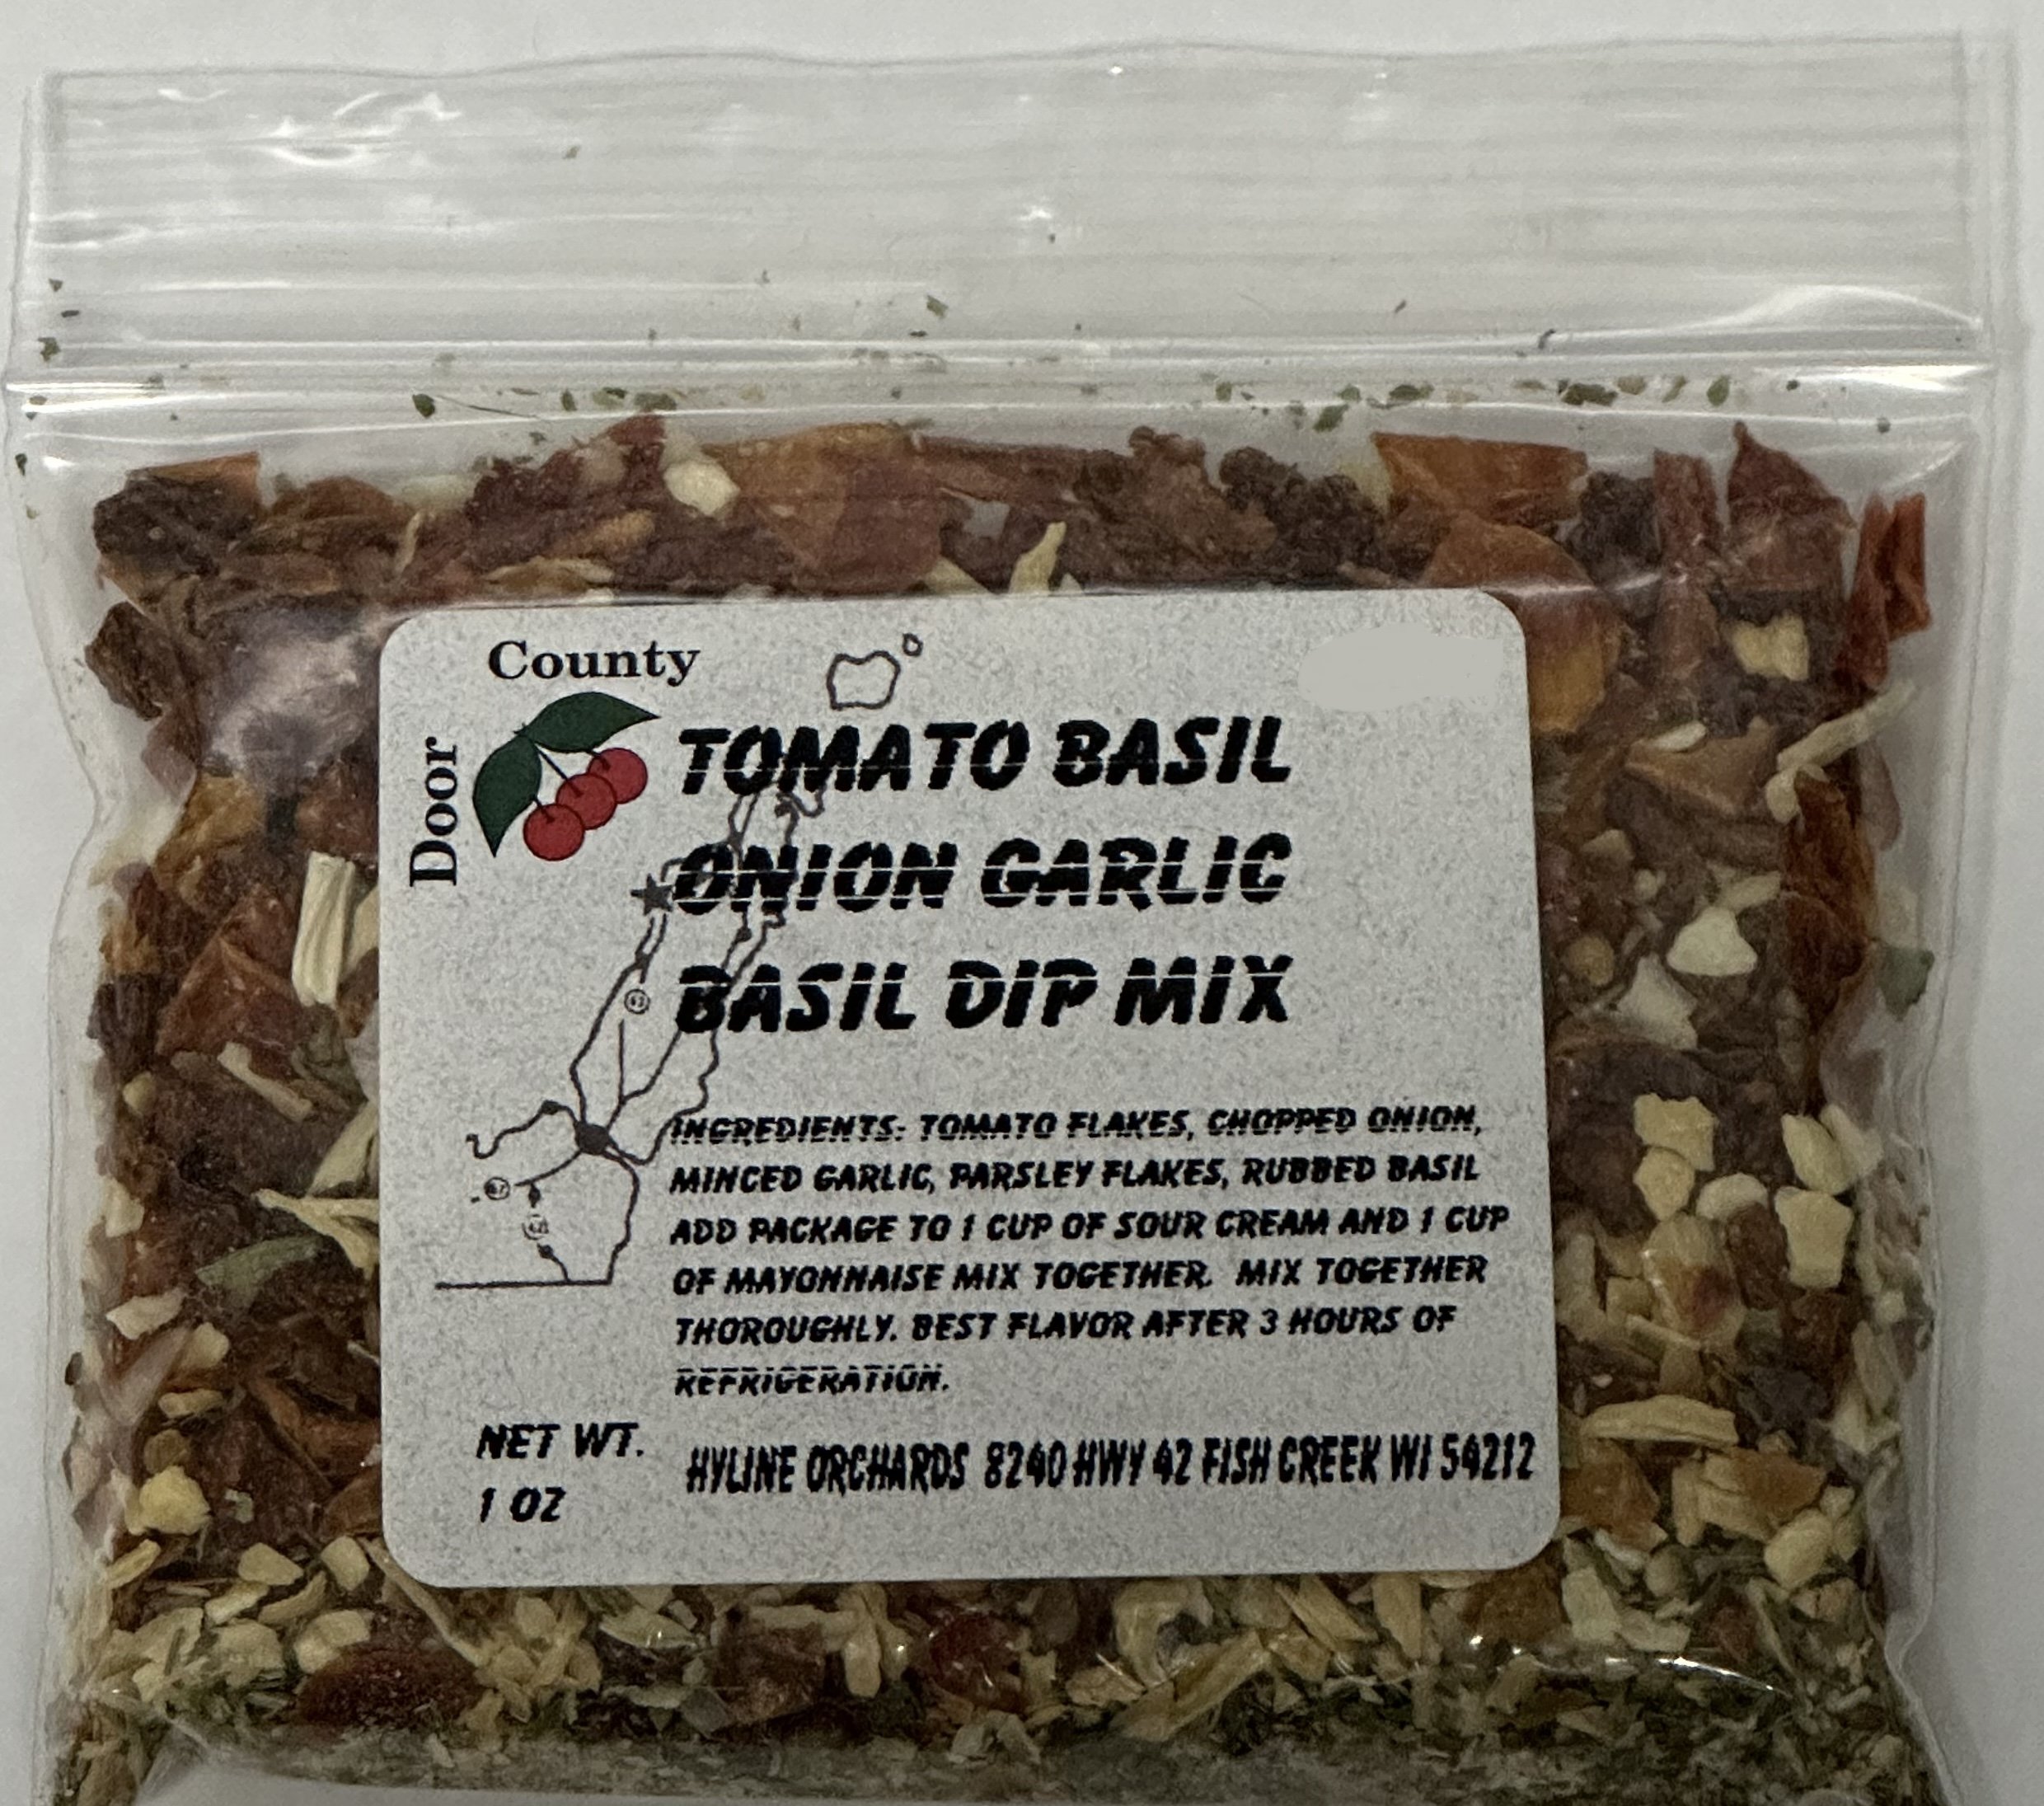 County
Door
TOMATO BASIL
ONION GARLIC
BASIL DIP MIX
INGREDIENTS: TOMATO FLAKES, CHOPPED ONION,
MINCED GARLIC, PARSLEY FLAKES, RUBBED BASIL
ADD PACKAGE TO 1 CUP OF SOUR CREAM AND 1 CUP
OF MAYONNAISE MIX TOGETHER. MIX TOGETHER
THOROUGHLY. BEST FLAVOR AFTER 3 HOURS OF
REFRIGERATION.
NET WT.
1 OZ
HYLINE ORCHARDS 8240 HWY 42 FISH CREEK WI 54212